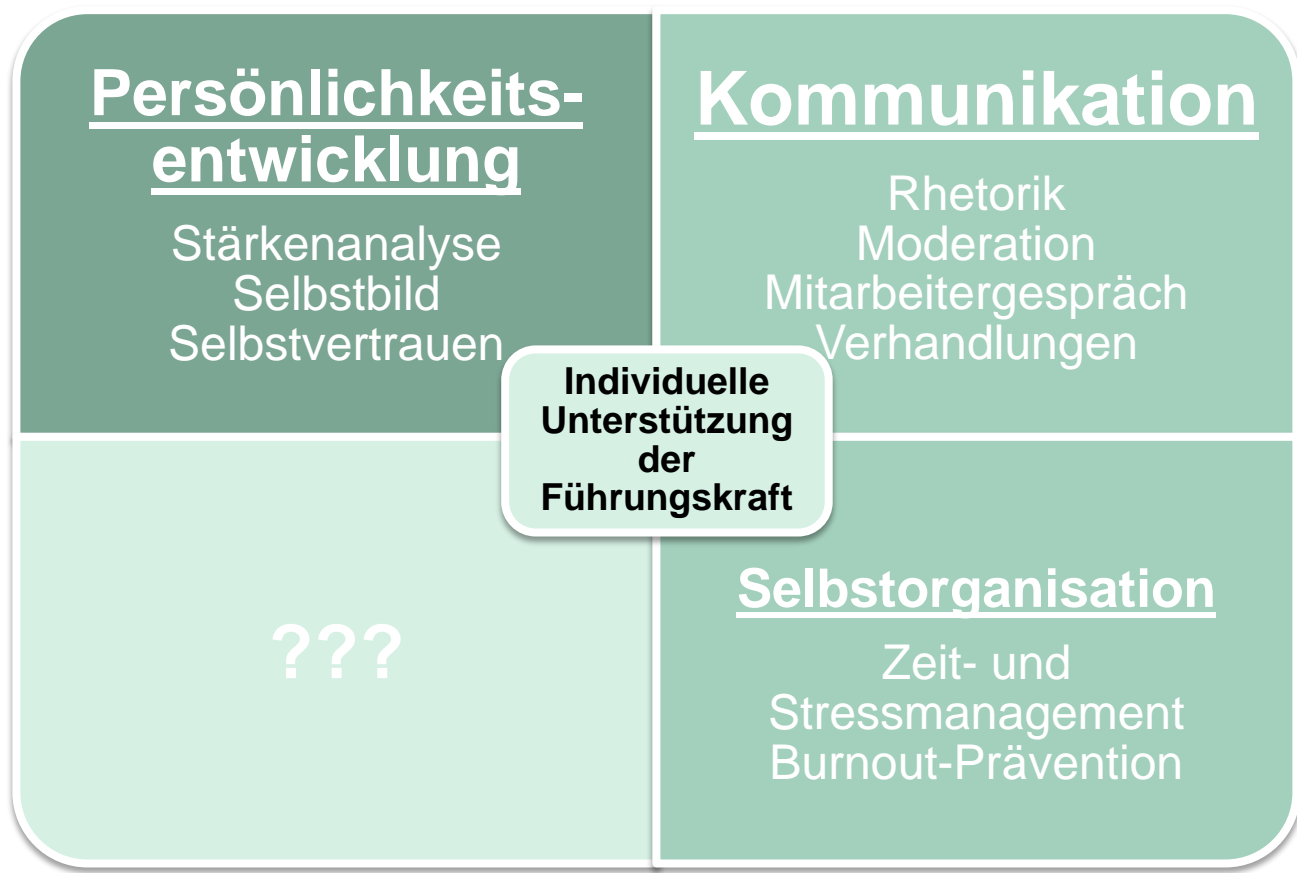 Persönlichkeits-
entwicklung
Stärkenanalyse
Selbstbild
Selbstvertrauen
Kommunikation
Rhetorik
Moderation
Mitarbeitergespräch
Verhandlungen
Individuelle
Unterstützung
der
Führungskraft
???
Selbstorganisation
Zeit- und
Stressmanagement
Burnout-Prävention